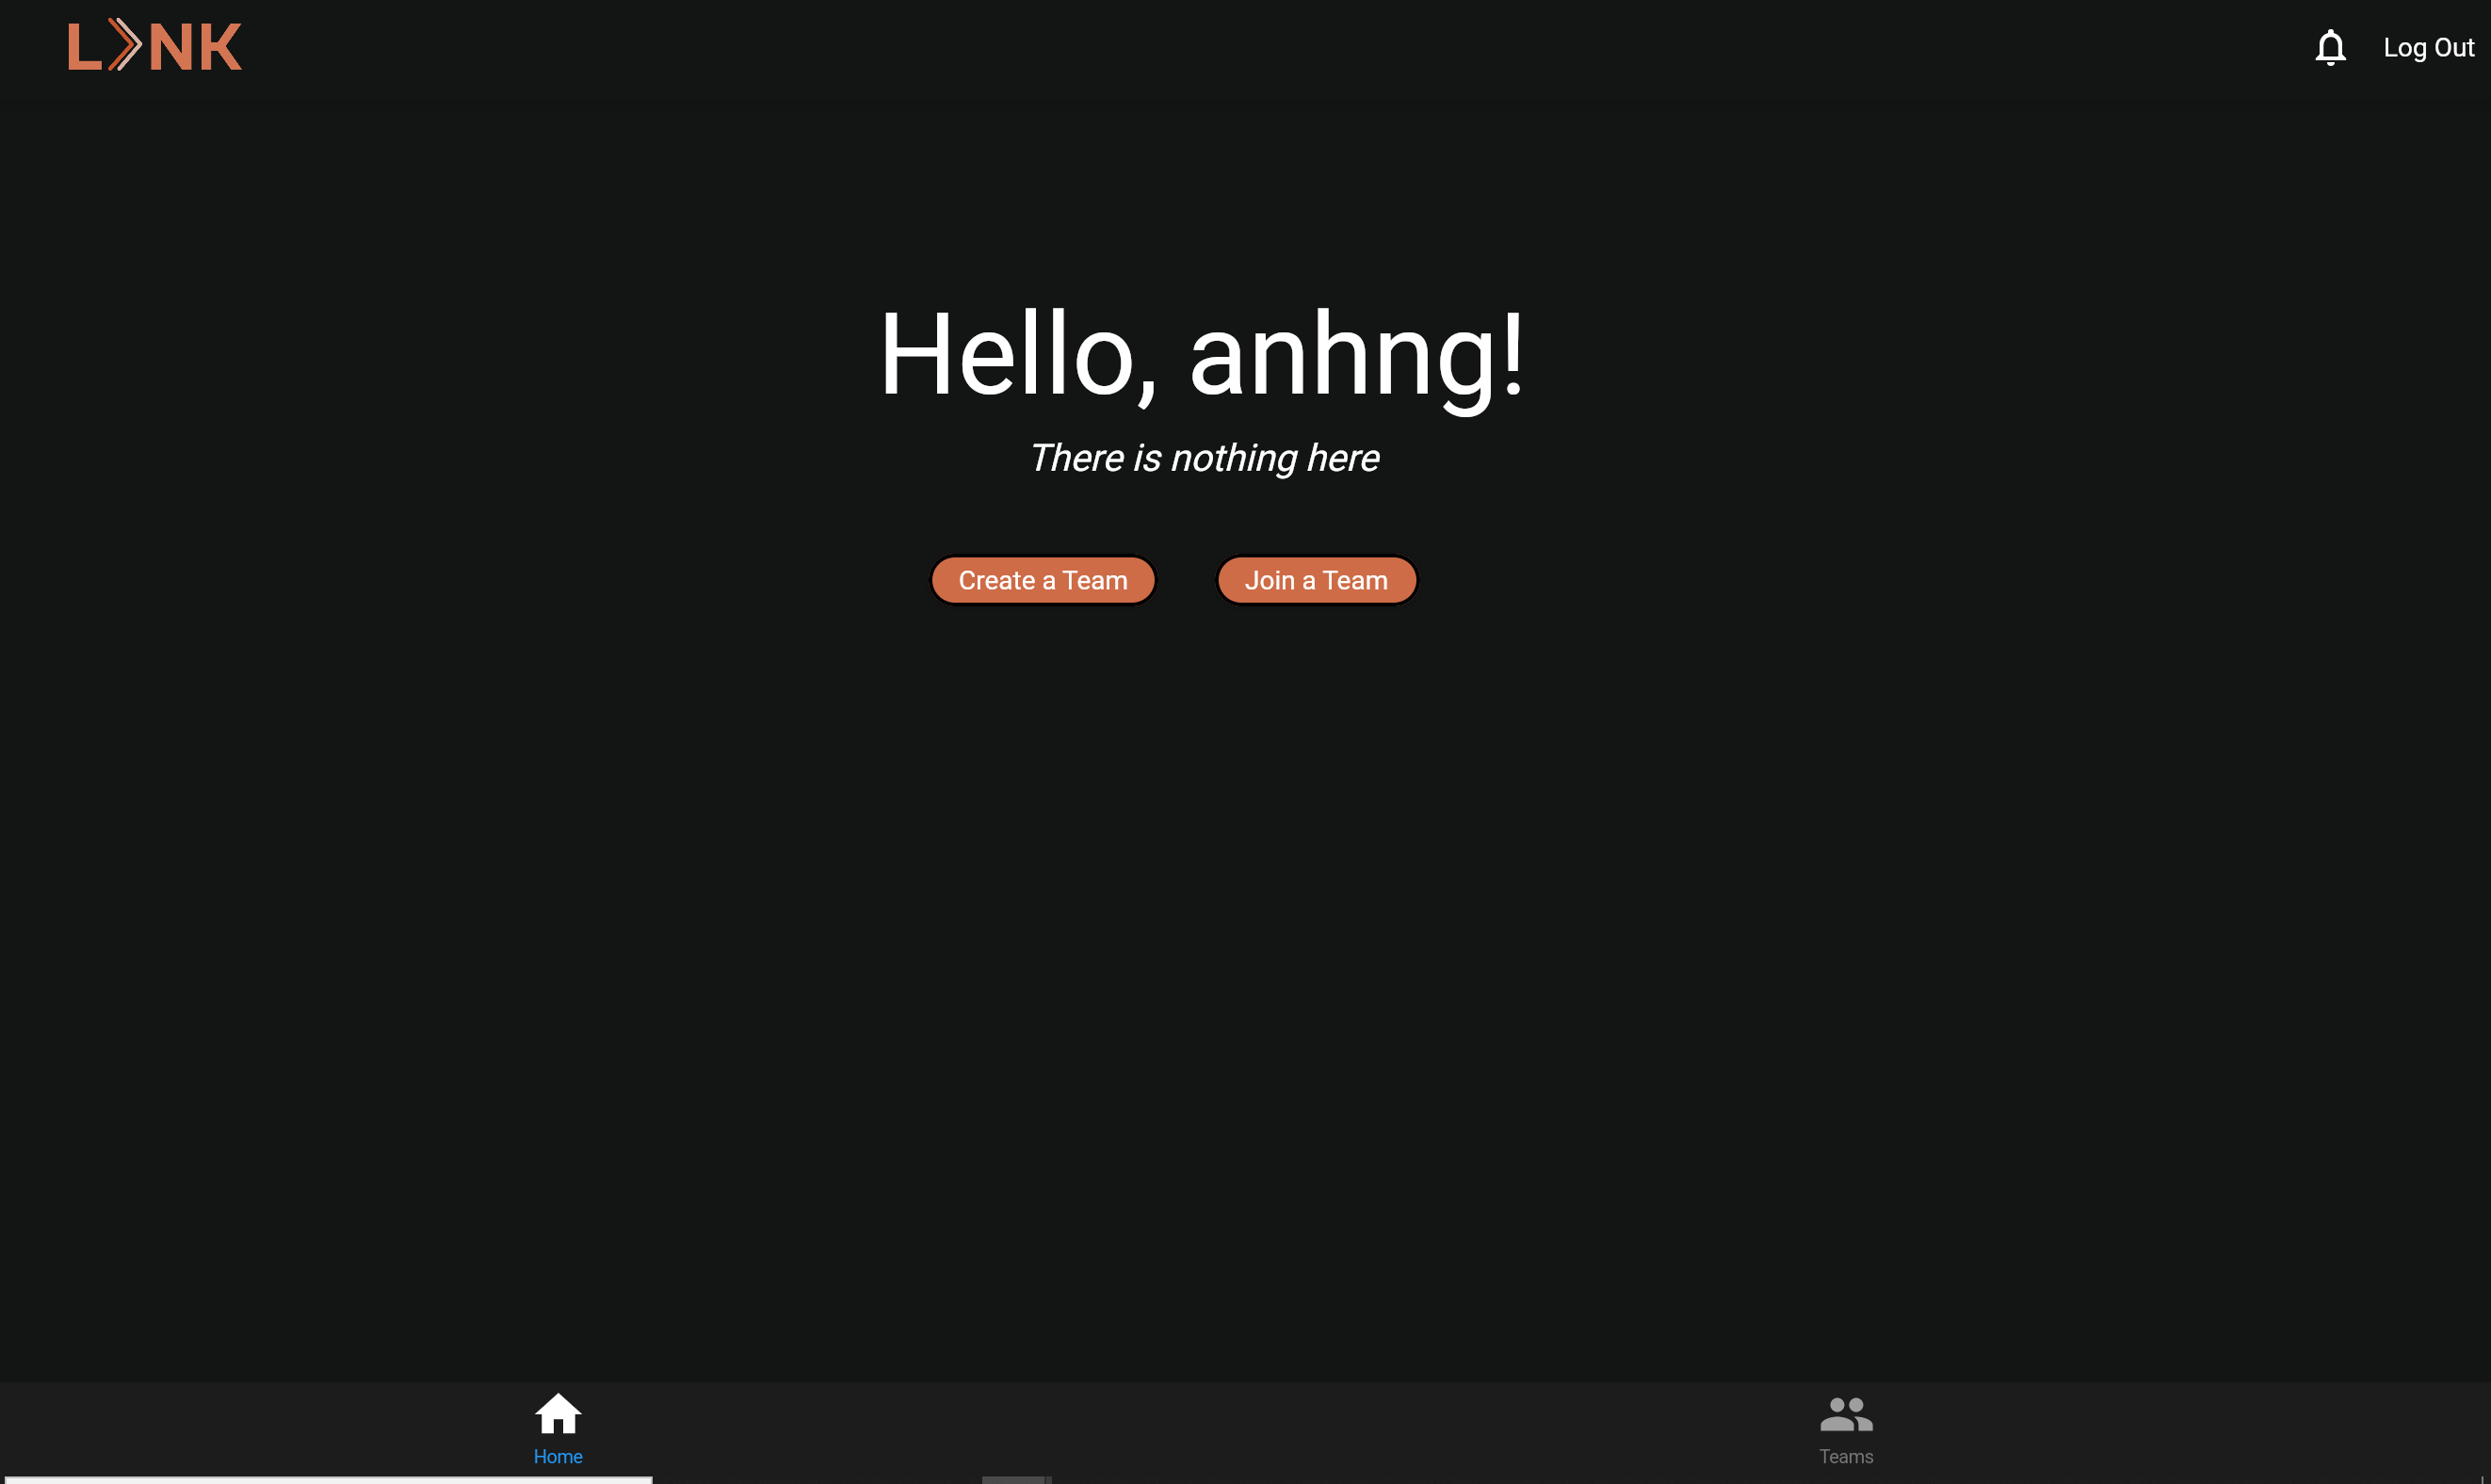 L NK
Log Out
Hello, anhng!
There is nothing here
Create a Team
Join a Team
Home
Teams